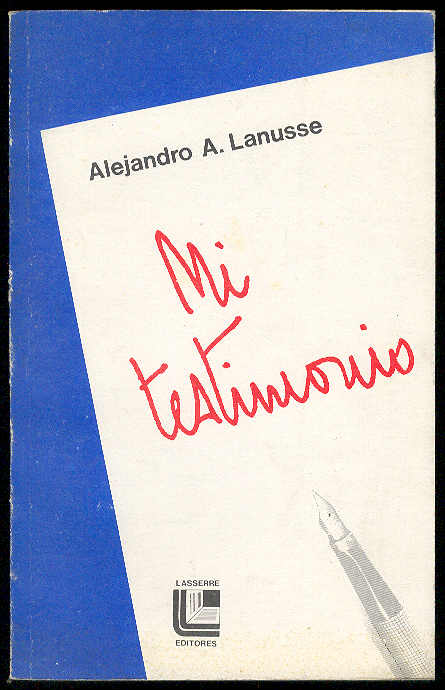 Alejandro A. Lanusse
Mi
testimonio
LASSERRE
EDITORES